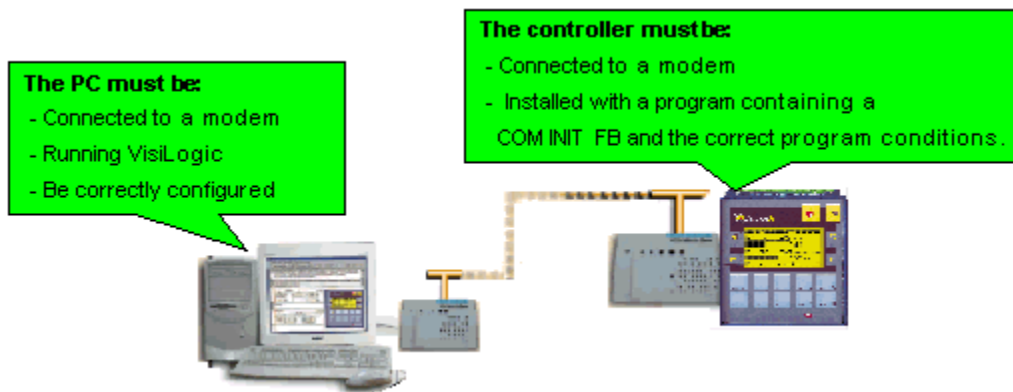 The PC must be:
- Connected to a modem
- Running VisiLogic
- Be correctly configured
The controller must be:
- Connected to a modem
- Installed with a program containing a
COM INIT FB and the correct program conditions.